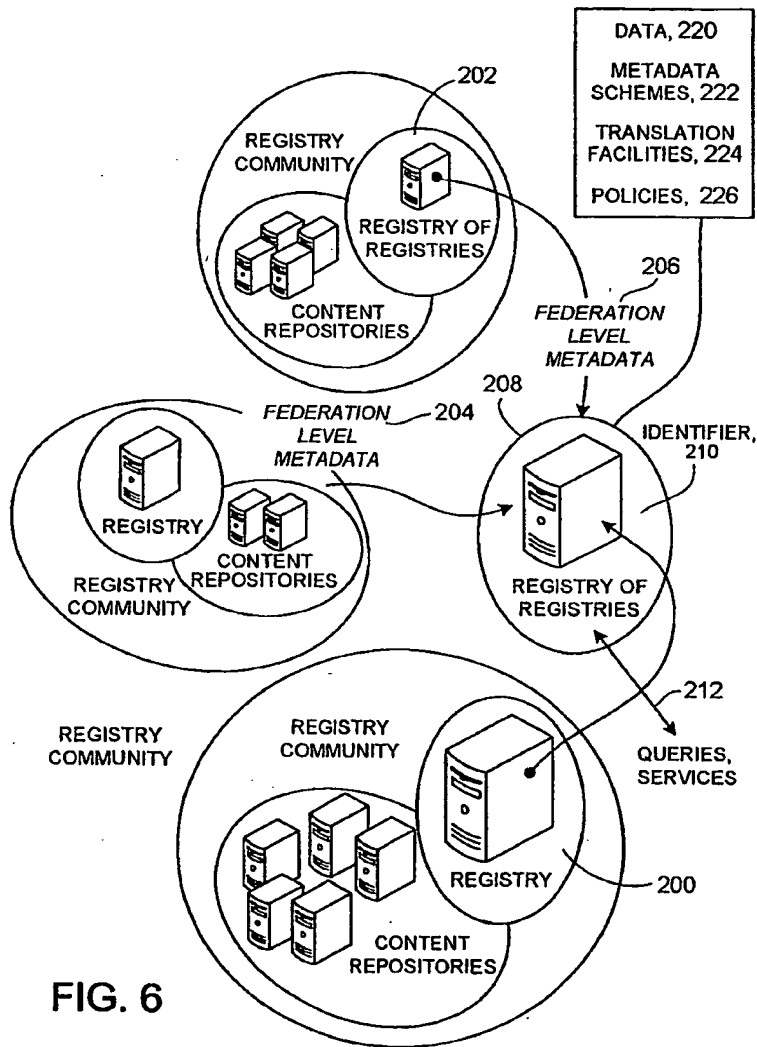 DATA, 220
METADATA
SCHEMES, 222
TRANSLATION
FACILITIES, 224
POLICIES, 226
202
REGISTRY
COMMUNITY
REGISTRY OF
REGISTRIES
CONTENT
REPOSITORIES
206
FEDERATION
LEVEL
METADATA
208
IDENTIFIER,
210
FEDERATION
LEVEL
METADATA
204
REGISTRY
CONTENT
REPOSITORIES
REGISTRY
COMMUNITY
REGISTRY OF
REGISTRIES
212
QUERIES,
SERVICES
REGISTRY
COMMUNITY
REGISTRY
COMMUNITY
REGISTRY
200
CONTENT
REPOSITORIES
FIG. 6